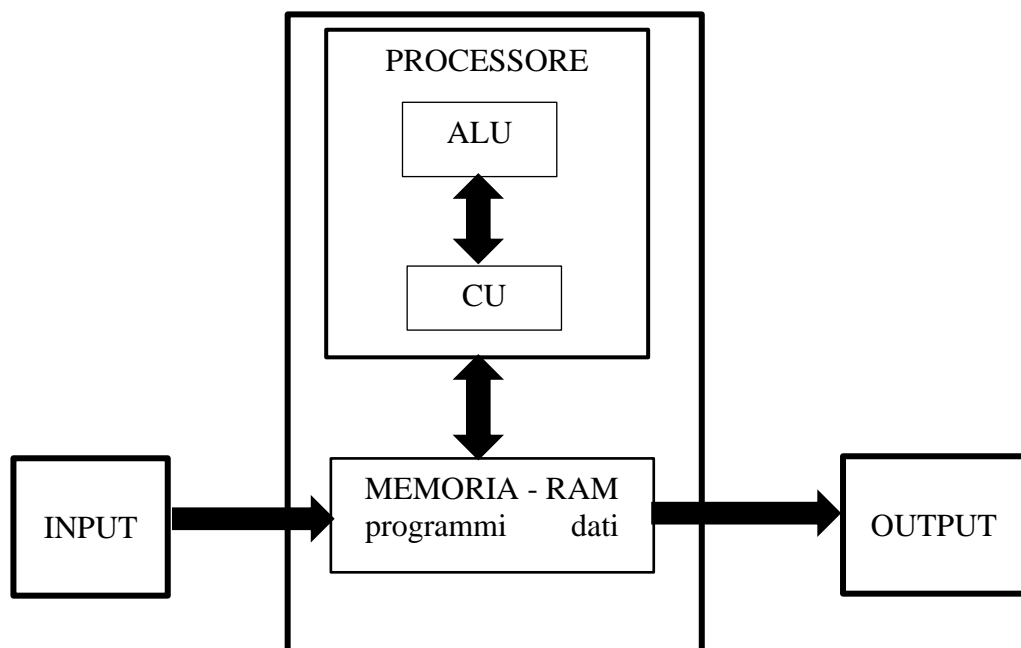 PROCESSORE
ALU
CU
INPUT
MEMORIA - RAM
programmi dati
OUTPUT